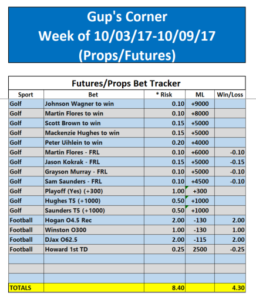 Gup's Corner
Week of 10/03/17-10/09/17
(Props/Futures)
Futures/Props Bet Tracker
Sport Bet * Risk ML Win/Loss
Golf Johnson Wagner to win 0.10 +9000
Golf Martin Flores to win 0.10 +8000
Golf Scott Brown to win 0.15 +5000
Golf Mackenzie Hughes to win 0.15 +5000
Golf Peter Uihlein to win 0.20 +4000
Golf Martin Flores - FRL 0.10 +6000 -0.10
Golf Jason Kokrak - FRL 0.15 +5000 -0.15
Golf Grayson Murray - FRL 0.10 +5000 -0.10
Golf Sam Saunders - FRL 0.10 +4500 -0.10
Golf Playoff (Yes) (+300) 1.00 +300
Golf Hughes T5 (+1000) 0.50 +1000
Golf Saunders T5 (+1000) 0.50 +1000
Football Hogan O4.5 Rec 2.00 -130 2.00
Football Winston O300 1.00 -130 1.00
Football DJax O62.5 2.00 -115 2.00
Football Howard 1st TD 0.25 2500 -0.25
TOTALS 8.40 4.30